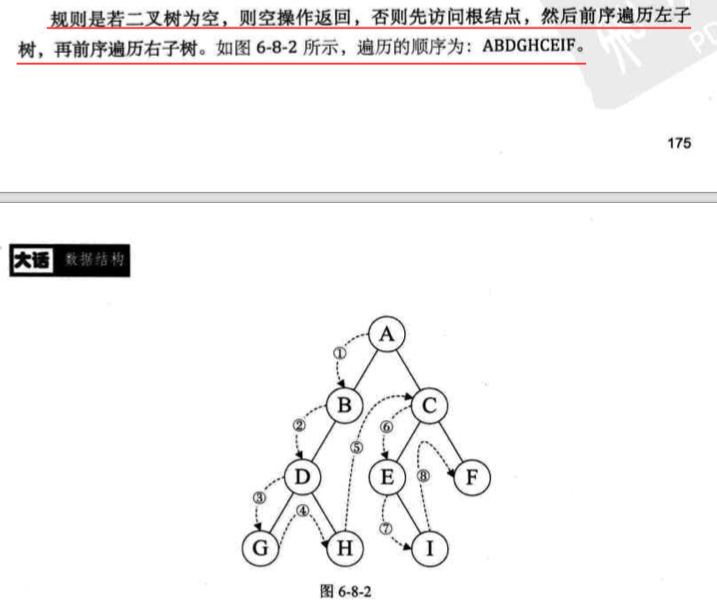 规则是若二叉树为空，则空操作返回，否则先访问根结点，然后前序遍历左子
树，再前序遍历右子树。如图 6-8-2 所示，遍历的顺序为：ABDGHCEIF。
175
大话 数据结构
A
①
B
C
②
⑤
⑥
D
E
⑧
F
③
④
⑦
G
H
I
图 6-8-2